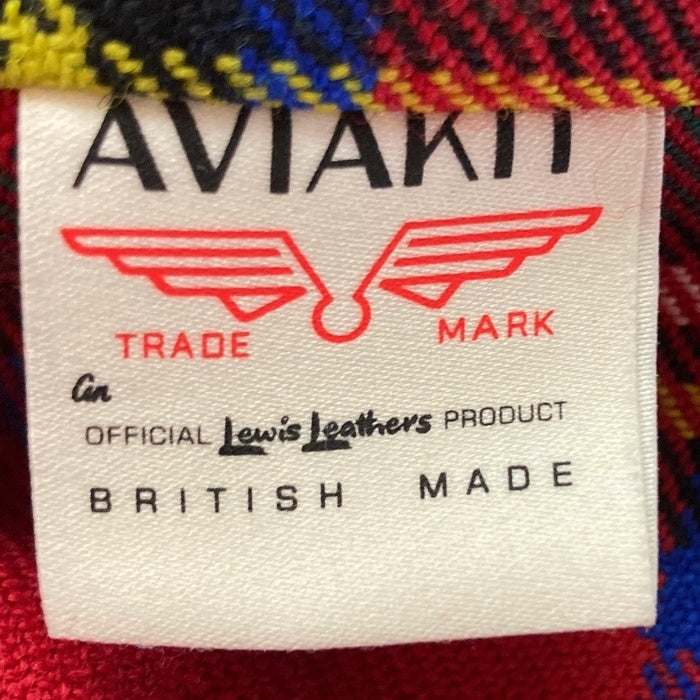 AVIAKIT
TRADE MARK
An
OFFICIAL Lewis Leathers PRODUCT
BRITISH MADE